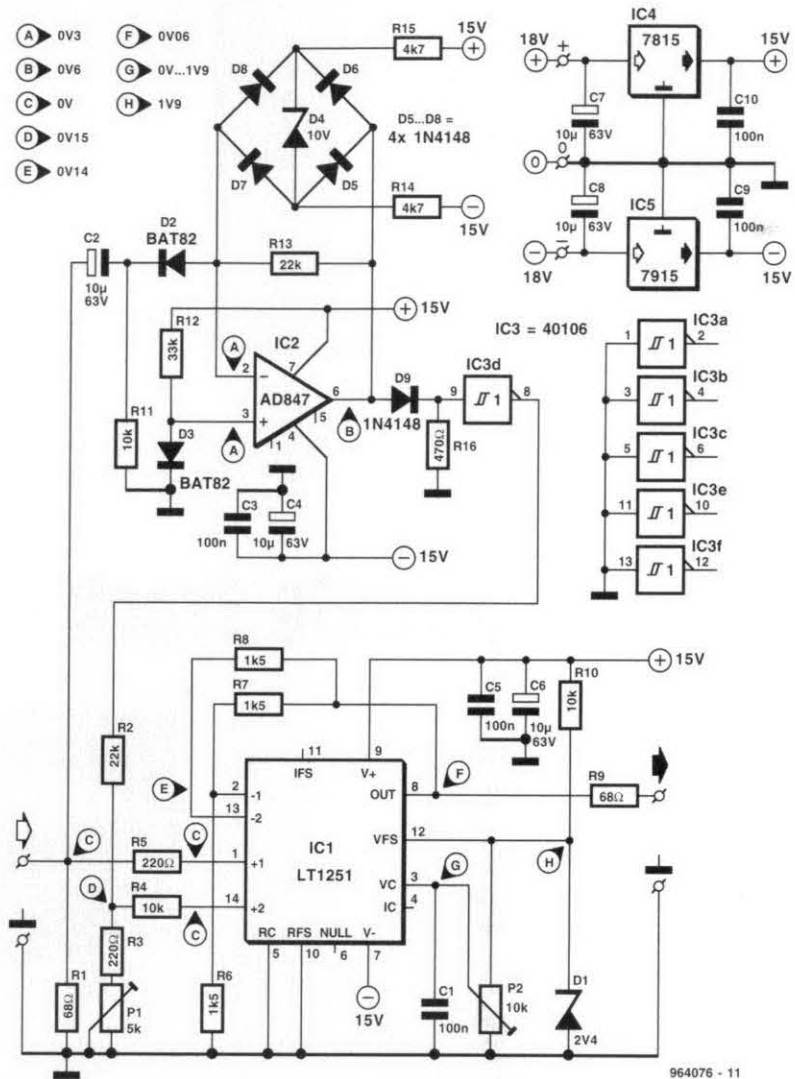 A 0V3
B 0V6
C 0V
D 0V15
E 0V14
F 0V06
G 0V...1V9
H 1V9
R15
4k7
15V
+
D8
D6
D4
10V
D5...D8 =
4x 1N4148
D7
D5
R14
4k7
−
15V
D2
BAT82
C2
10μ
63V
R13
22k
R12
33k
+ 15V
IC2
A
2 −
7
AD847
6
3 +
5
4
1
A
B
D9
1N4148
9
IC3d
1
8
R16
470Ω
R11
10k
D3
BAT82
C3
100n
C4
10μ
63V
− 15V
IC4
7815
18V + +
15V
+
C7
10μ
63V
C10
100n
0 0
C8
10μ
63V
C9
100n
IC5
7915
− −
18V
−
15V
IC3 = 40106
IC3a
1 1 2
IC3b
3 1 4
IC3c
5 1 6
IC3e
11 1 10
IC3f
13 1 12
R8
1k5
R7
1k5
+ 15V
R10
10k
C5
100n
C6
10μ
63V
R2
22k
11
IFS
9
V+
E
2 -1
13 -2
OUT 8
F
R9
68Ω
IC1
LT1251
VFS 12
H
C
R5
220Ω
C
1 +1
VC 3
G
D
R4
10k
14 +2
IC 4
C
RC RFS NULL V-
5 10 6 7
R3
220Ω
R1
68Ω
P1
5k
R6
1k5
−
15V
C1
100n
P2
10k
D1
2V4
964076 - 11